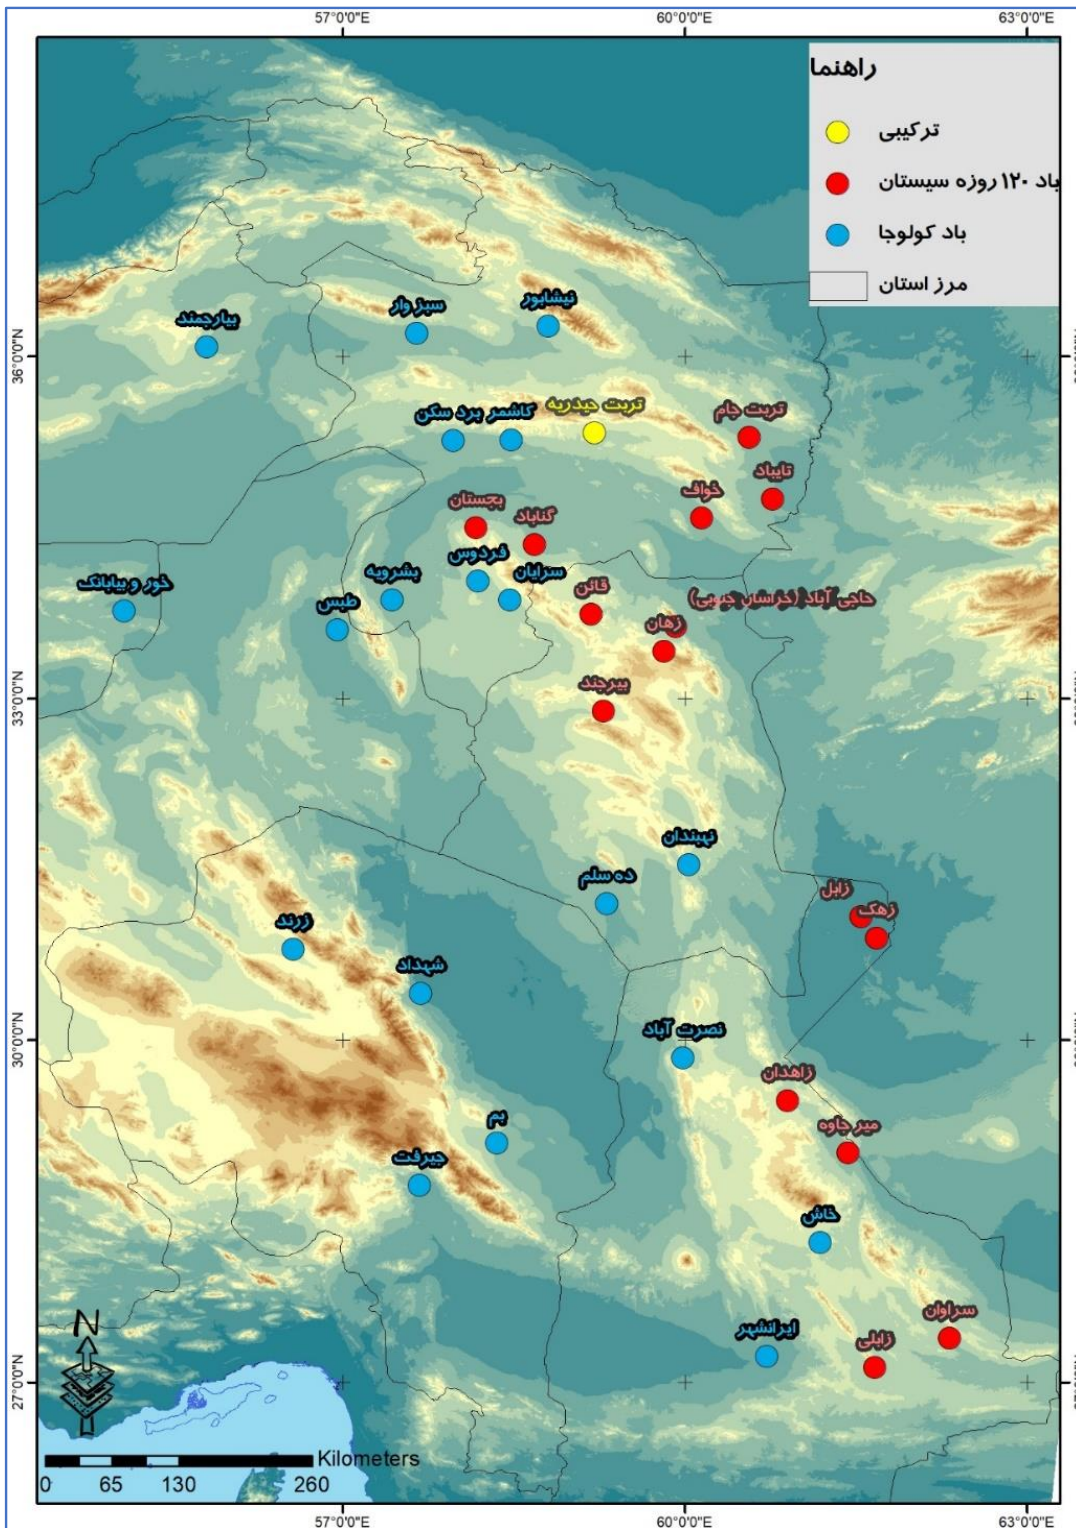 57°0'0"E 60°0'0"E 63°0'0"E
راهنما
ترکیبی
باد ۱۲۰ روزه سیستان
باد کولوجا
مرز استان
نیشابور
سبزوار
بیارجمند
36°0'0"N
تربت حیدریه
کاشمر برد سکن
تربت جام
تایباد
خواف
بجستان
گناباد
فردوس
سرایان
بشرویه
خور و بیابانک
طبس
قائن
حاجی آباد (خراسان جنوبی)
زهان
33°0'0"N
بیرجند
نهبندان
ده سلم
زابل
زهک
زرند
شهداد
نصرت آباد
30°0'0"N
زاهدان
میر جاوه
بم
جیرفت
خاش
سراوان
ایرانشهر
زابلی
27°0'0"N
N
Kilometers
0 65 130 260
57°0'0"E 60°0'0"E 63°0'0"E